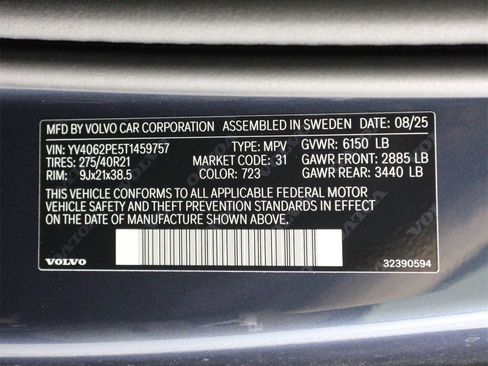 MFD BY VOLVO CAR CORPORATION ASSEMBLED IN SWEDEN DATE: 08/25
VIN: YV4062PE5T1459757 TYPE: MPV GVWR: 6150 LB
TIRES: 275/40R21 MARKET CODE: 31 GAWR FRONT: 2885 LB
RIM: 9Jx21x38.5 COLOR: 723 GAWR REAR: 3440 LB
THIS VEHICLE CONFORMS TO ALL APPLICABLE FEDERAL MOTOR
VEHICLE SAFETY AND THEFT PREVENTION STANDARDS IN EFFECT
ON THE DATE OF MANUFACTURE SHOWN ABOVE.
VOLVO 32390594